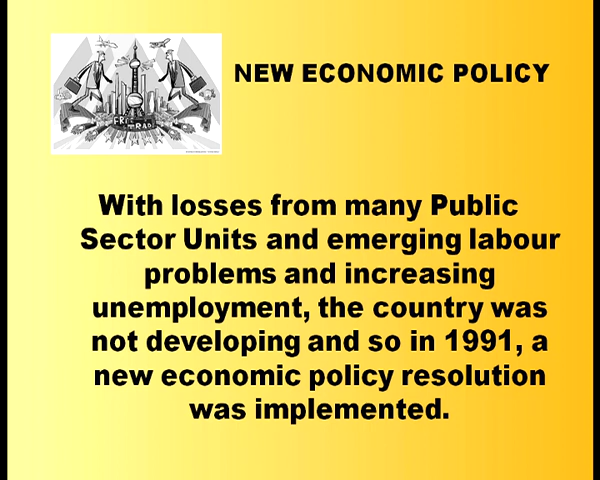 NEW ECONOMIC POLICY
With losses from many Public
Sector Units and emerging labour
problems and increasing
unemployment, the country was
not developing and so in 1991, a
new economic policy resolution
was implemented.